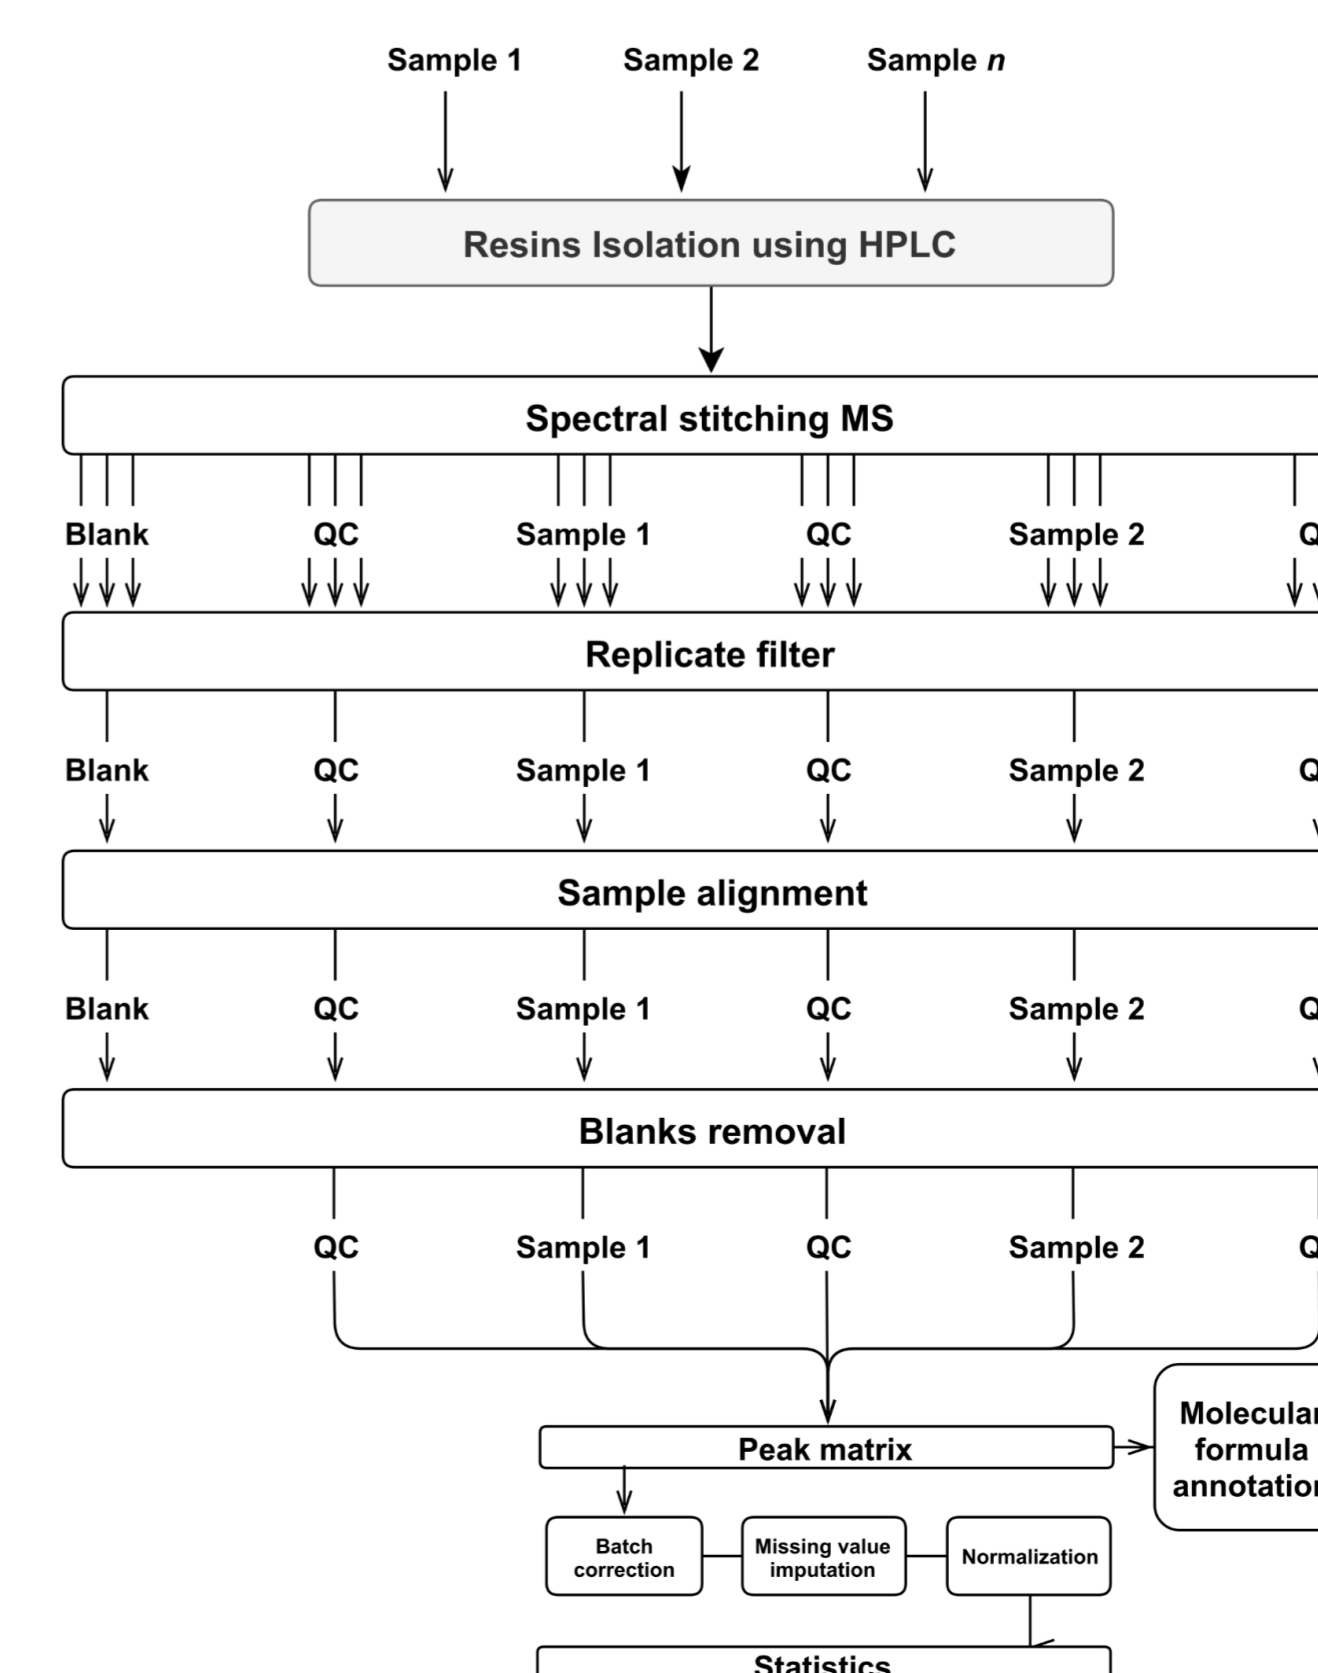 Sample 1 Sample 2 Sample n
Resins Isolation using HPLC
Spectral stitching MS
Blank QC Sample 1 QC Sample 2 Q
Replicate filter
Blank QC Sample 1 QC Sample 2 Q
Sample alignment
Blank QC Sample 1 QC Sample 2 Q
Blanks removal
QC Sample 1 QC Sample 2 Q
Peak matrix
Molecular
formula
annotation
Batch
correction
Missing value
imputation
Normalization
Statistics